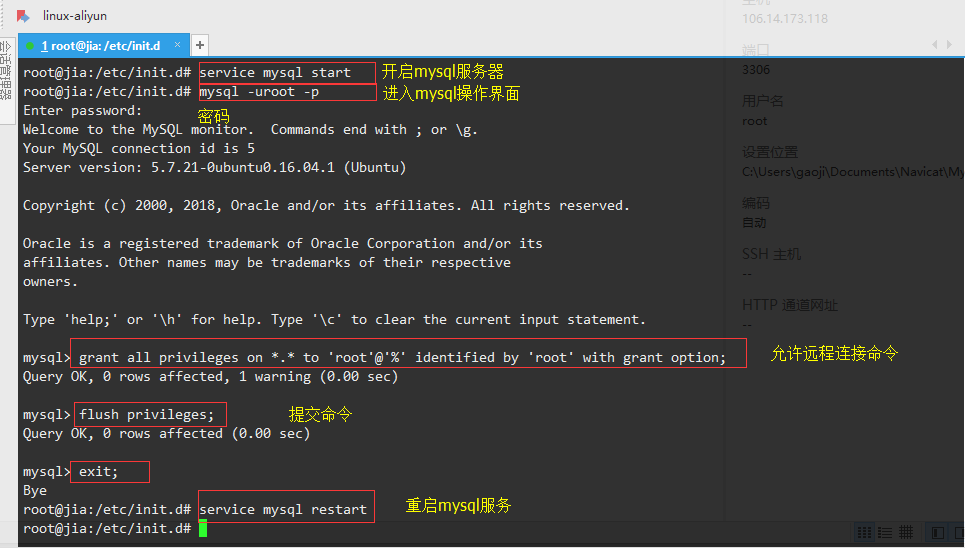 linux-aliyun
主机
106.14.173.118
1 root@jia: /etc/init.d × +
端口
3306
会话管理器
root@jia:/etc/init.d# service mysql start 开启mysql服务器
root@jia:/etc/init.d# mysql -uroot -p 进入mysql操作界面
用户名
root
Enter password: 密码
Welcome to the MySQL monitor.  Commands end with ; or \g.
Your MySQL connection id is 5
设置位置
Server version: 5.7.21-0ubuntu0.16.04.1 (Ubuntu)
C:\Users\gaoji\Documents\Navicat\My
Copyright (c) 2000, 2018, Oracle and/or its affiliates. All rights reserved.
编码
自动
Oracle is a registered trademark of Oracle Corporation and/or its
affiliates. Other names may be trademarks of their respective
owners.
SSH 主机
--
HTTP 通道网址
--
Type 'help;' or '\h' for help. Type '\c' to clear the current input statement.
mysql> grant all privileges on *.* to 'root'@'%' identified by 'root' with grant option; 允许远程连接命令
Query OK, 0 rows affected, 1 warning (0.00 sec)
mysql> flush privileges; 提交命令
Query OK, 0 rows affected (0.00 sec)
mysql> exit;
Bye
root@jia:/etc/init.d# service mysql restart 重启mysql服务
root@jia:/etc/init.d#